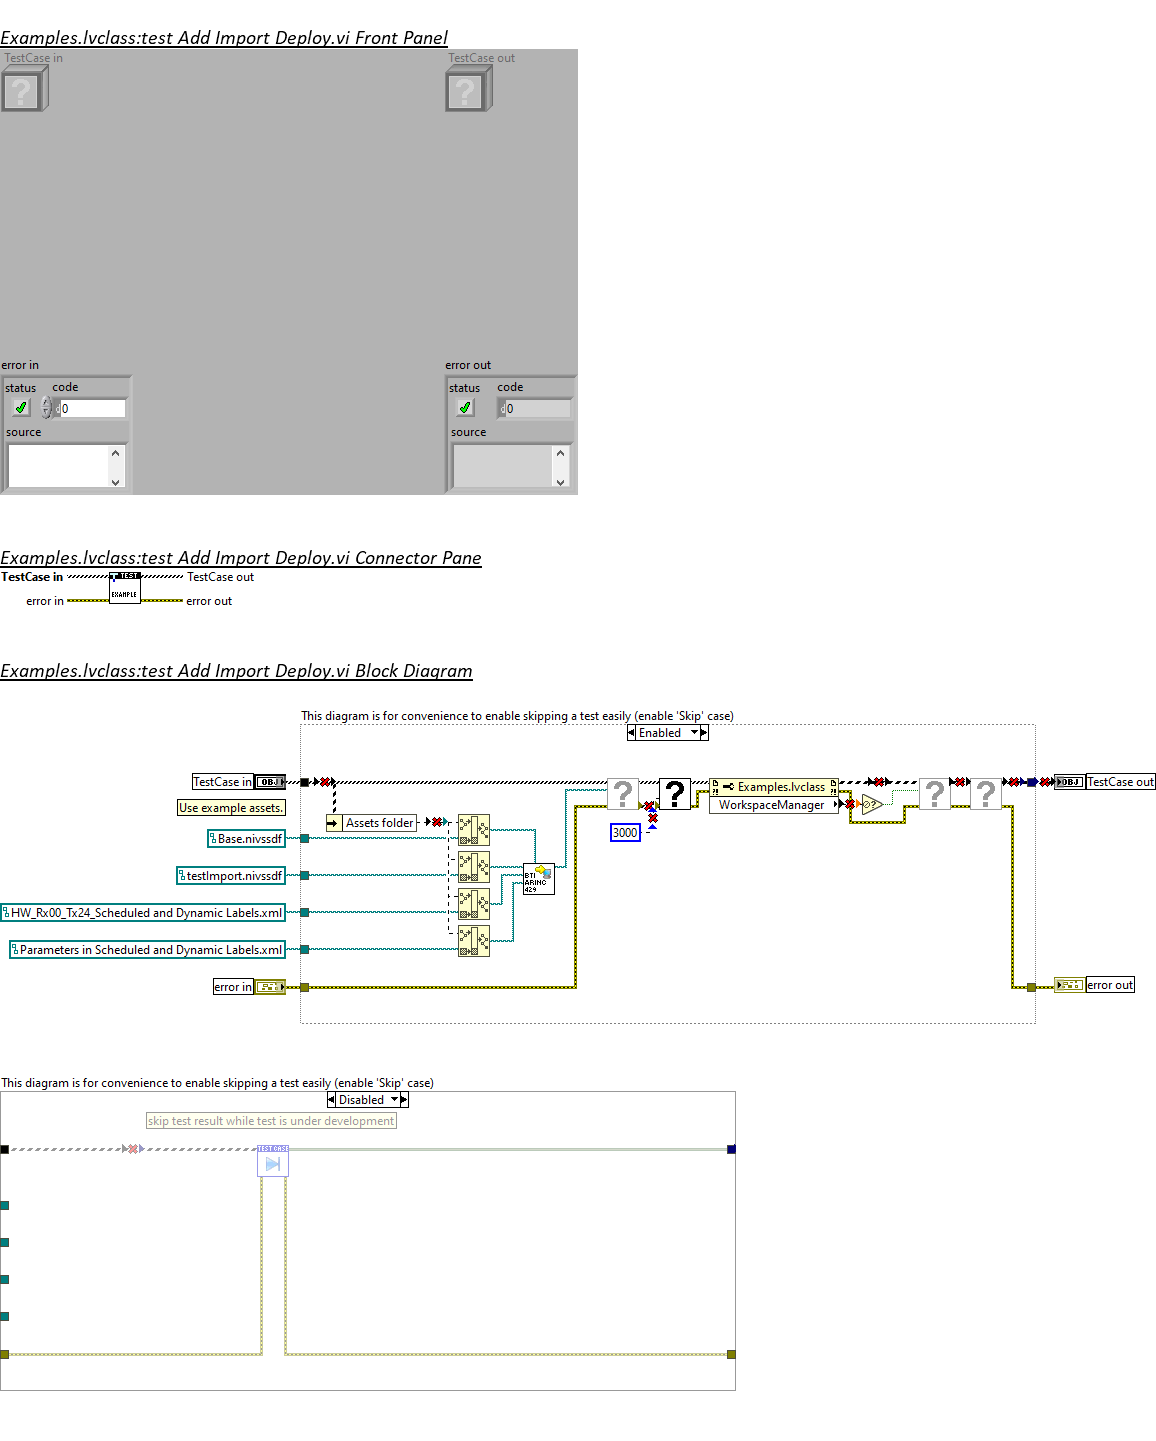 Examples.lvclass:test Add Import Deploy.vi Front Panel
TestCase in
TestCase out
error in
error out
status code
status code
0
0
source
source
Examples.lvclass:test Add Import Deploy.vi Connector Pane
TestCase in
TestCase out
TEST
EXAMPLE
error in
error out
Examples.lvclass:test Add Import Deploy.vi Block Diagram
This diagram is for convenience to enable skipping a test easily (enable 'Skip' case)
Enabled
TestCase in
OBJ
Examples.lvclass
OBJ
TestCase out
Use example assets.
WorkspaceManager
Assets folder
3000
Base.nivssdf
testImport.nivssdf
BTI
ARINC
429
HW_Rx00_Tx24_Scheduled and Dynamic Labels.xml
Parameters in Scheduled and Dynamic Labels.xml
error in
error out
This diagram is for convenience to enable skipping a test easily (enable 'Skip' case)
Disabled
skip test result while test is under development
TEST CASE